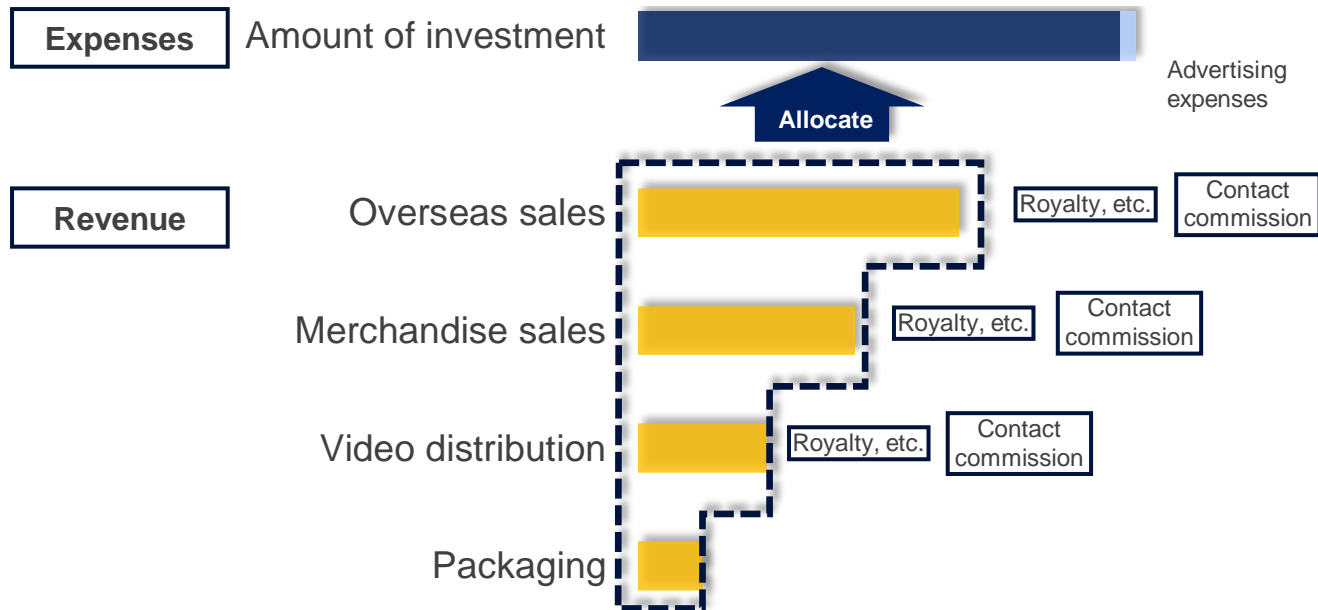 Expenses
Amount of investment
Advertising
expenses
Allocate
Revenue
Overseas sales
Royalty, etc.
Contact
commission
Merchandise sales
Royalty, etc.
Contact
commission
Video distribution
Royalty, etc.
Contact
commission
Packaging